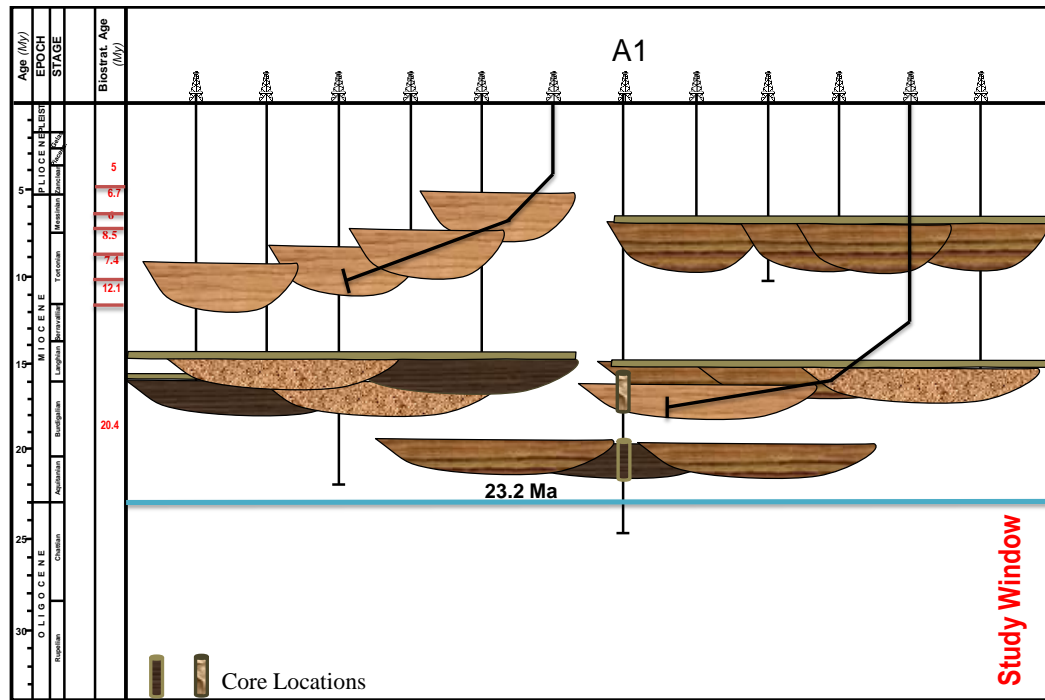 A1
Age (My)
EPOCH
STAGE
Biostrat. Age
(My)
PLEIST
PLIOCENE
MIOCENE
OLIGOCENE
Zanclean
Messinian
Tortonian
Serravallian
Langhian
Burdigalian
Aquitanian
Chattian
Rupelian
5
10
15
20
25
30
5
6.7
8.5
7.4
12.1
20.4
23.2 Ma
Study Window
Core Locations